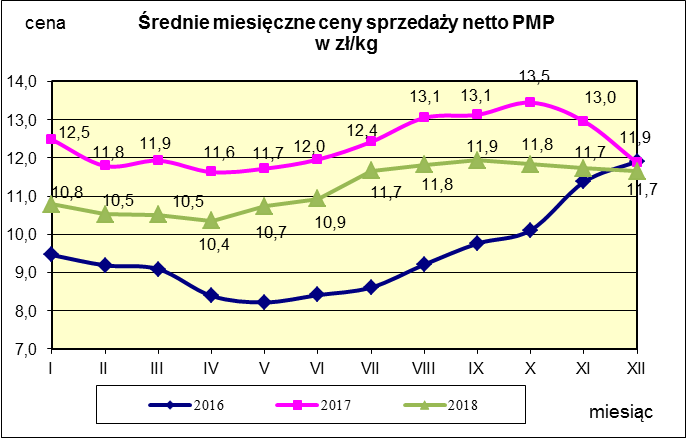 cena
Średnie miesięczne ceny sprzedaży netto PMP
w zł/kg
14,0
13,0
12,0
11,0
10,0
9,0
8,0
7,0
12,5 11,8 11,9 11,6 11,7 12,0 12,4 13,1 13,1 13,5 13,0 11,9
10,8 10,5 10,5 10,4 10,7 10,9 11,7 11,8 11,9 11,8 11,7 11,7
I II III IV V VI VII VIII IX X XI XII
2016 2017 2018
miesiąc